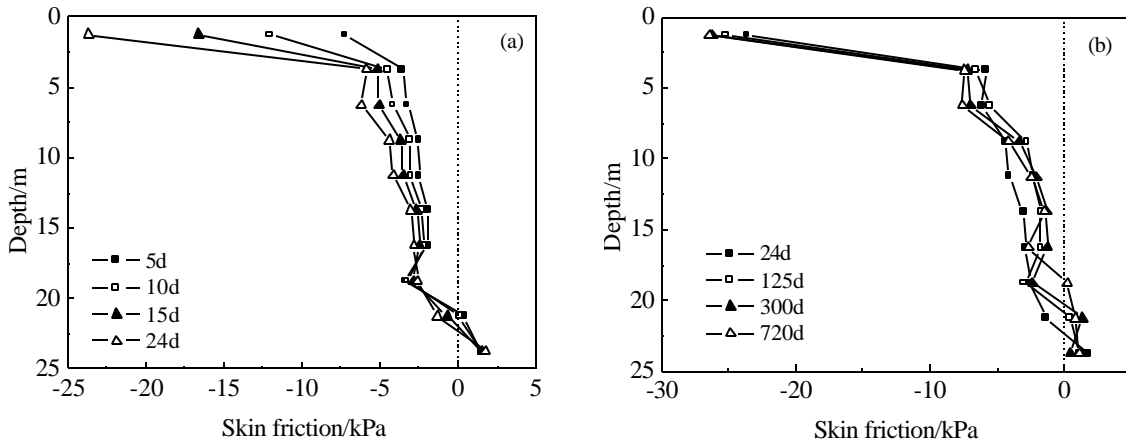 (a)
0
5
10
15
20
25
Depth/m
5d
10d
15d
24d
-25 -20 -15 -10 -5 0 5
Skin friction/kPa
(b)
0
5
10
15
20
25
Depth/m
24d
125d
300d
720d
-30 -20 -10 0
Skin friction/kPa